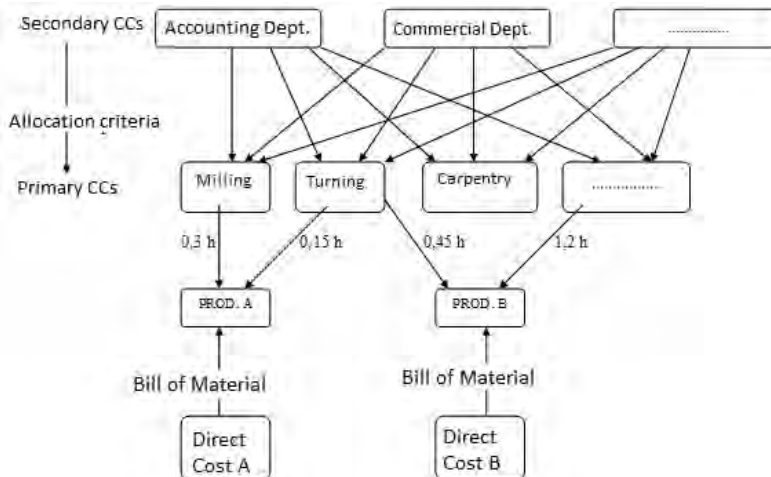 Secondary CCs
Accounting Dept.
Commercial Dept.
................
Allocation criteria
Primary CCs
Milling
Turning
Carpentry
..................
0,3 h
0,15 h
0,45 h
1,2 h
PROD. A
PROD. B
Bill of Material
Bill of Material
Direct
Cost A
Direct
Cost B